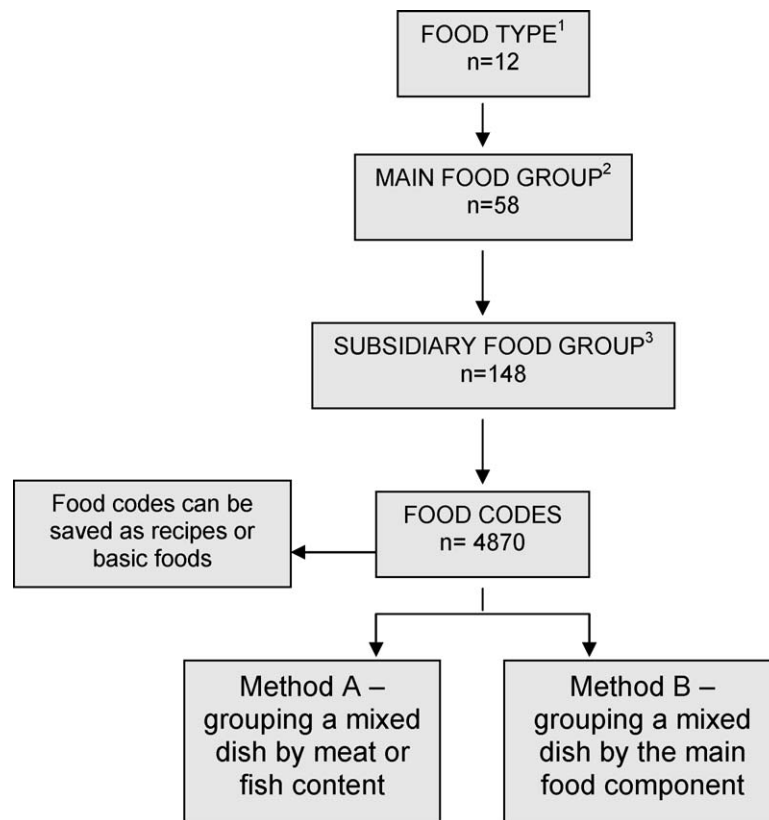 FOOD TYPE¹
n=12
MAIN FOOD GROUP²
n=58
SUBSIDIARY FOOD GROUP³
n=148
Food codes can be
saved as recipes or
basic foods
FOOD CODES
n= 4870
Method A –
grouping a mixed
dish by meat or
fish content
Method B –
grouping a mixed
dish by the main
food component